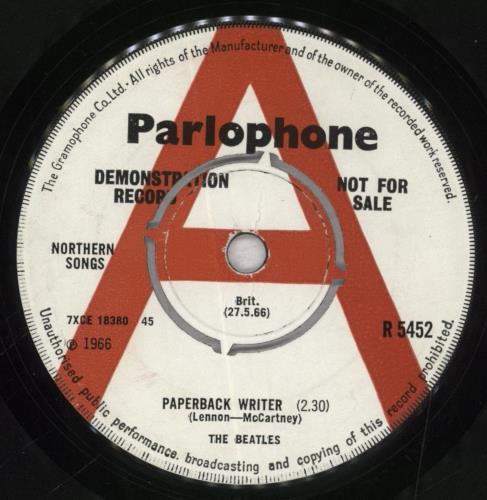 The Gramophone Co. Ltd. · All rights of the Manufacturer and of the owner of the recorded work reserved.
Parlophone
DEMONSTRATION
RECORD
NOT FOR
SALE
NORTHERN
SONGS
Brit.
(27.5.66)
7XCE 18380 45
℗ 1966
R 5452
PAPERBACK WRITER (2.30)
(Lennon—McCartney)
THE BEATLES
Unauthorised public performance, broadcasting and copying of this record prohibited.